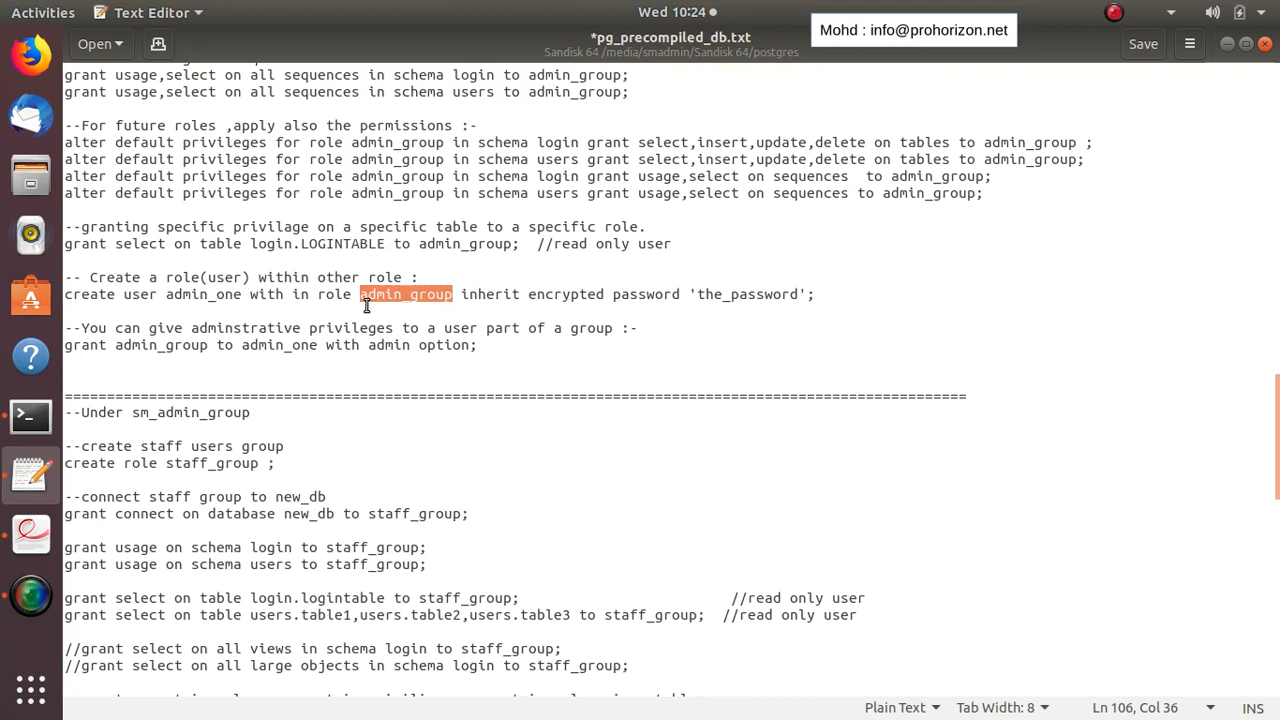 Activities
Text Editor
Wed 10:24
Mohd : info@prohorizon.net
Open
*pg_precompiled_db.txt
Sandisk 64 /media/smadmin/Sandisk 64/postgres
Save
grant usage,select on all sequences in schema login to admin_group;
grant usage,select on all sequences in schema users to admin_group;
--For future roles ,apply also the permissions :-
alter default privileges for role admin_group in schema login grant select,insert,update,delete on tables to admin_group ;
alter default privileges for role admin_group in schema users grant select,insert,update,delete on tables to admin_group;
alter default privileges for role admin_group in schema login grant usage,select on sequences  to admin_group;
alter default privileges for role admin_group in schema users grant usage,select on sequences to admin_group;
--granting specific privilage on a specific table to a specific role.
grant select on table login.LOGINTABLE to admin_group;  //read only user
-- Create a role(user) within other role :
create user admin_one with in role admin_group inherit encrypted password 'the_password';
--You can give adminstrative privileges to a user part of a group :-
grant admin_group to admin_one with admin option;
===========================================================================================================
--Under sm_admin_group
--create staff users group
create role staff_group ;
--connect staff group to new_db
grant connect on database new_db to staff_group;
grant usage on schema login to staff_group;
grant usage on schema users to staff_group;
grant select on table login.logintable to staff_group;                         //read only user
grant select on table users.table1,users.table2,users.table3 to staff_group;  //read only user
//grant select on all views in schema login to staff_group;
//grant select on all large objects in schema login to staff_group;
Plain Text
Tab Width: 8
Ln 106, Col 36
INS